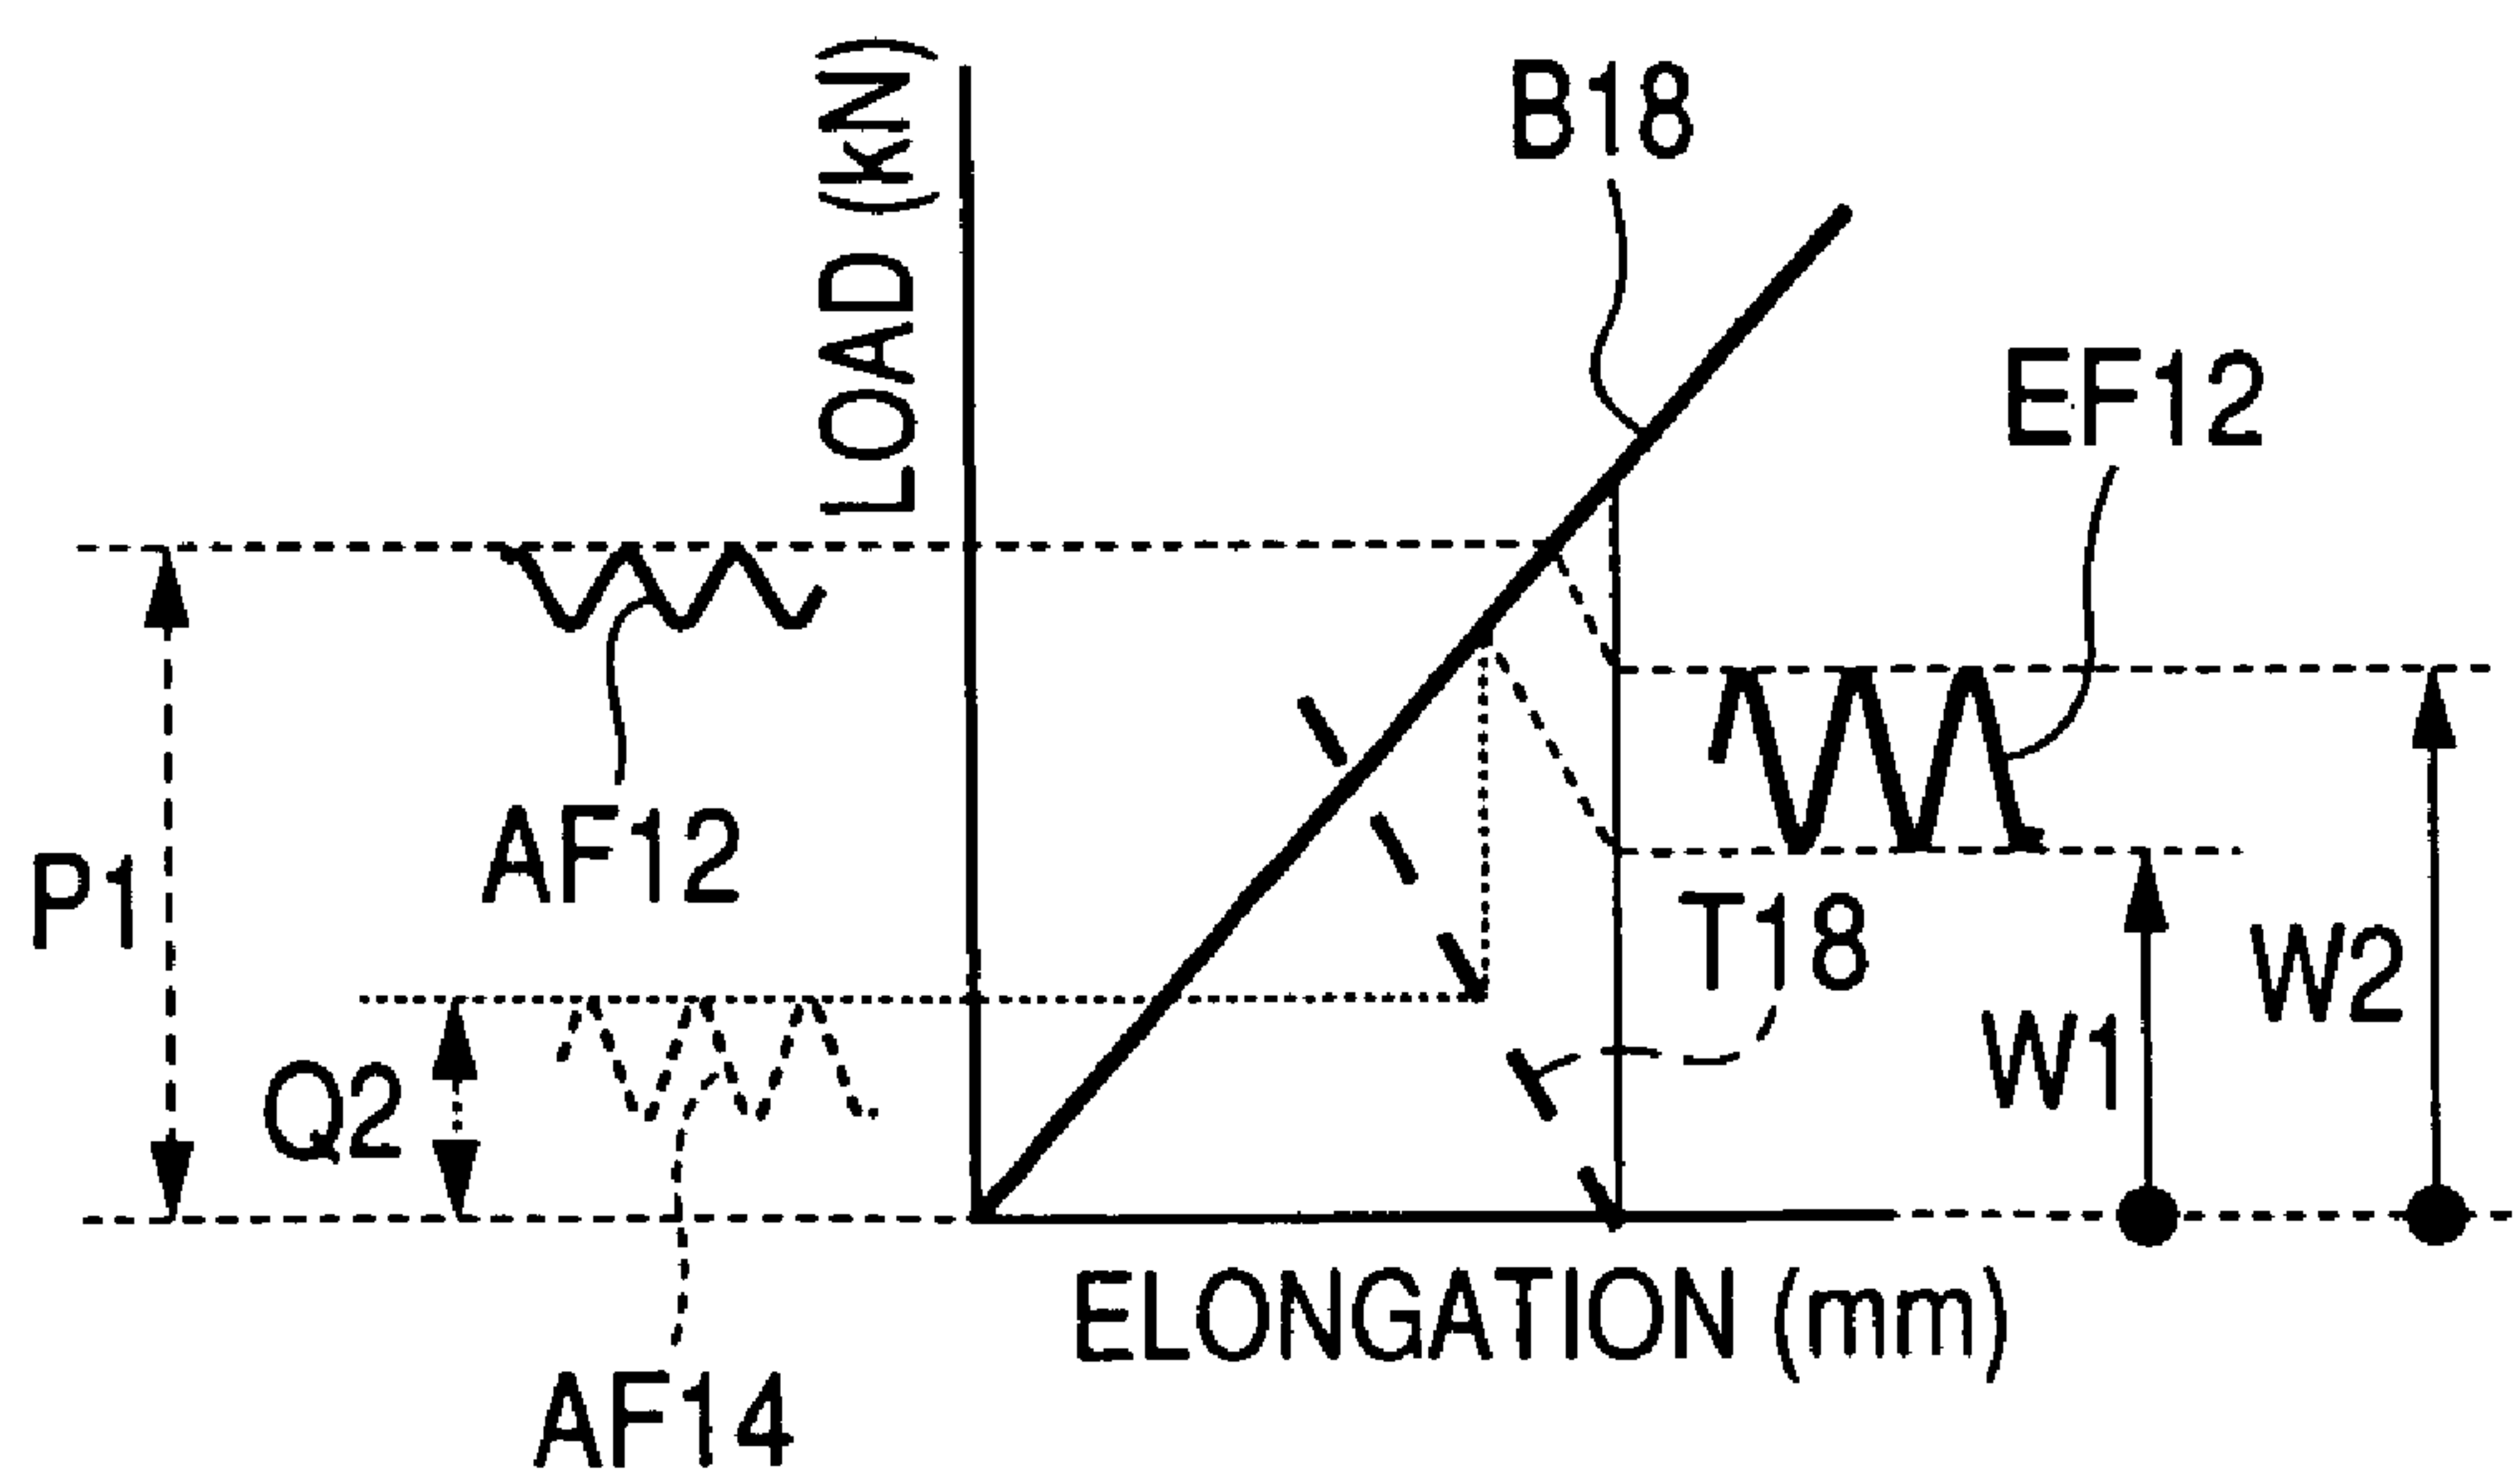 LOAD (kN)
B18
EF12
AF12
P1
T18
W2
W1
Q2
ELONGATION (mm)
AF14